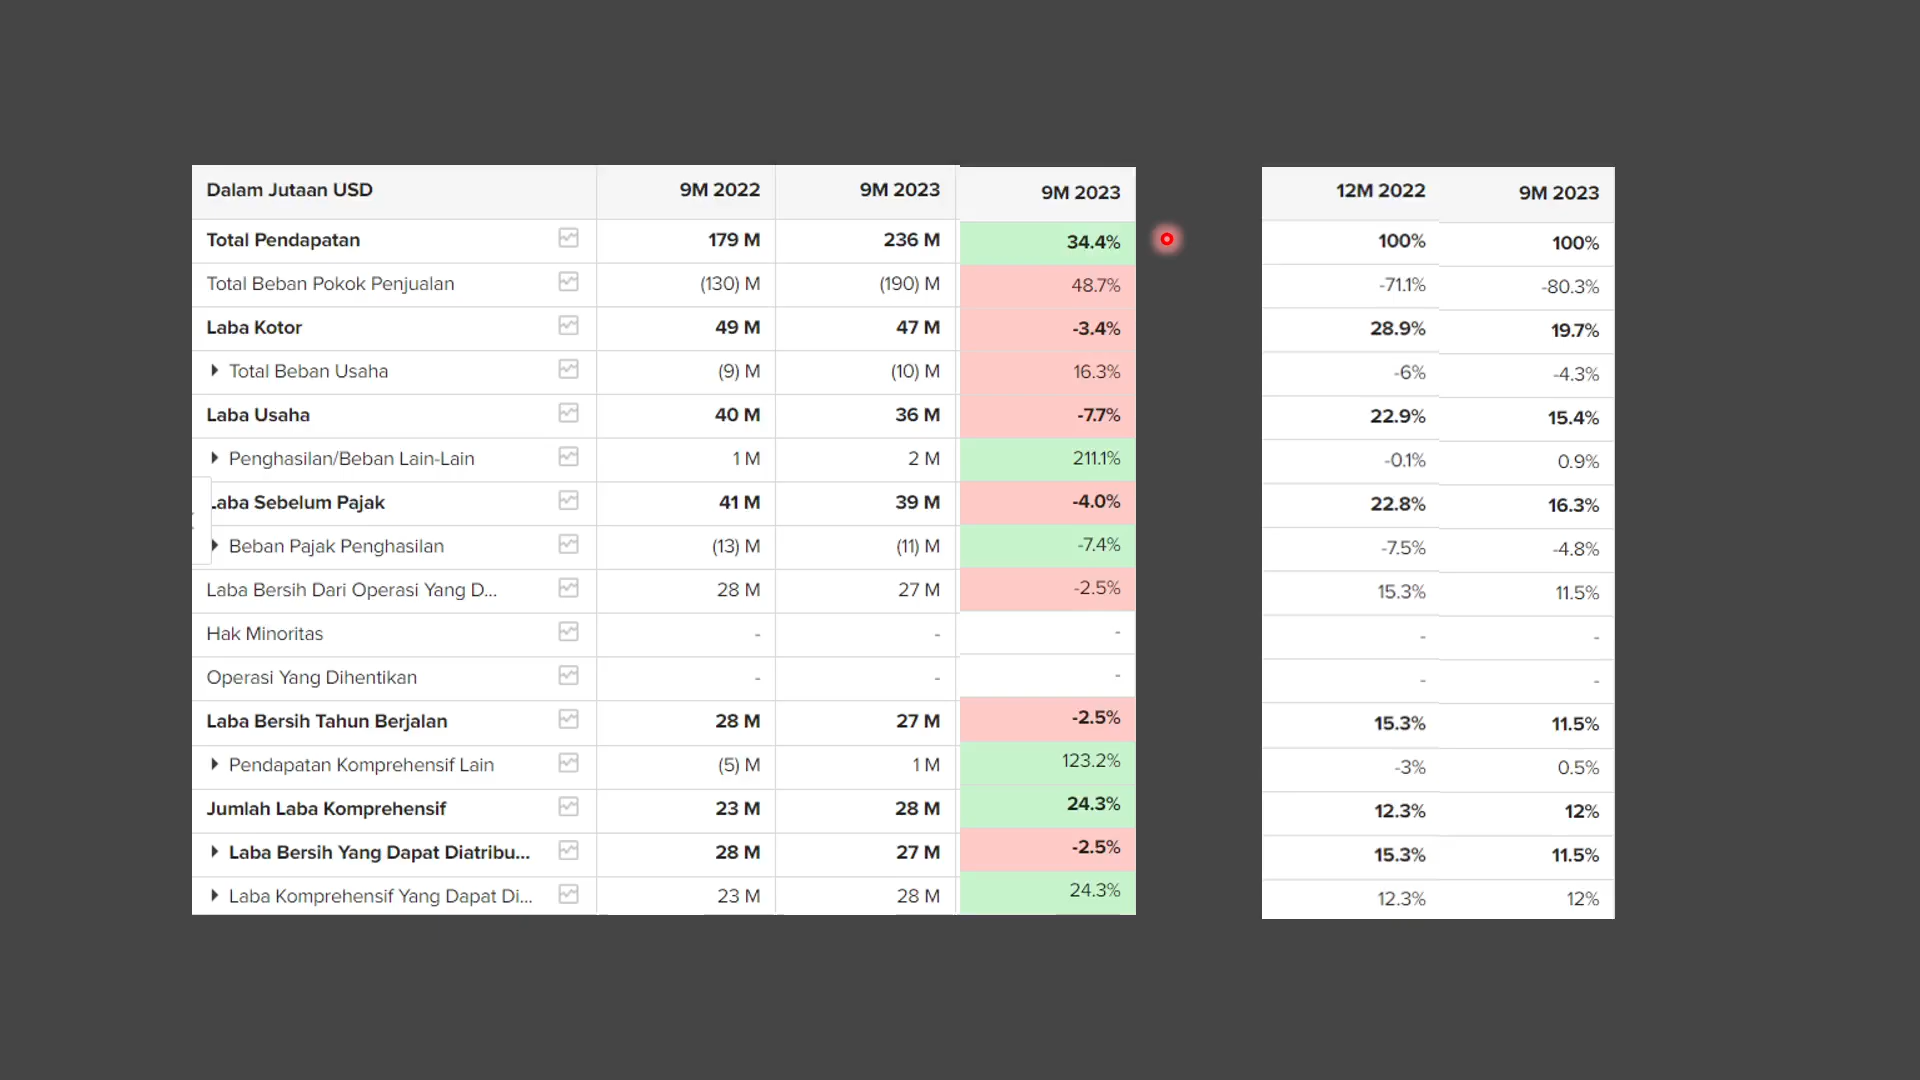 Dalam Jutaan USD 9M 2022 9M 2023 9M 2023 12M 2022 9M 2023
Total Pendapatan 179 M 236 M 34.4% 100% 100%
Total Beban Pokok Penjualan (130) M (190) M 48.7% -71.1% -80.3%
Laba Kotor 49 M 47 M -3.4% 28.9% 19.7%
Total Beban Usaha (9) M (10) M 16.3% -6% -4.3%
Laba Usaha 40 M 36 M -7.7% 22.9% 15.4%
Penghasilan/Beban Lain-Lain 1 M 2 M 211.1% -0.1% 0.9%
Laba Sebelum Pajak 41 M 39 M -4.0% 22.8% 16.3%
Beban Pajak Penghasilan (13) M (11) M -7.4% -7.5% -4.8%
Laba Bersih Dari Operasi Yang D... 28 M 27 M -2.5% 15.3% 11.5%
Hak Minoritas - - - - -
Operasi Yang Dihentikan - - - - -
Laba Bersih Tahun Berjalan 28 M 27 M -2.5% 15.3% 11.5%
Pendapatan Komprehensif Lain (5) M 1 M 123.2% -3% 0.5%
Jumlah Laba Komprehensif 23 M 28 M 24.3% 12.3% 12%
Laba Bersih Yang Dapat Diatribu... 28 M 27 M -2.5% 15.3% 11.5%
Laba Komprehensif Yang Dapat Di... 23 M 28 M 24.3% 12.3% 12%